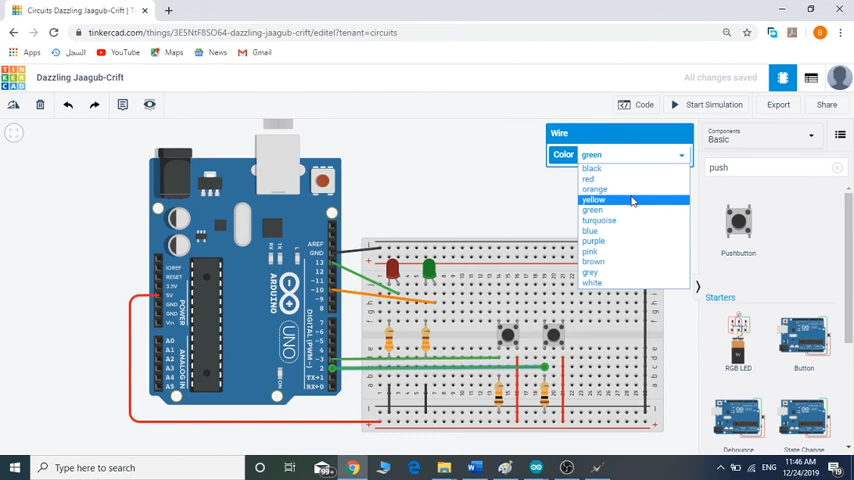 Circuits Dazzling Jaagub-Crift | T
tinkercad.com/things/3E5NtF8SO64-dazzling-jaagub-crift/editel?tenant=circuits
B
Apps
السجل
YouTube
Maps
News
Gmail
TIN
KER
CAD
Dazzling Jaagub-Crift
All changes saved
Code
Start Simulation
Export
Share
Wire
Color
green
black
red
orange
yellow
green
turquoise
blue
purple
pink
brown
grey
white
Components
Basic
push
Pushbutton
Starters
RGB LED
Button
Debounce
State Change
AREF
GND
13
12
~11
~10
~9
8
7
~6
~5
4
~3
2
TX→1
RX←0
DIGITAL (PWM~)
L
TX
RX
ON
ARDUINO
UNO
IOREF
RESET
3.3V
5V
GND
GND
Vin
POWER
A0
A1
A2
A3
A4
A5
ANALOG IN
Type here to search
99+
ENG
11:46 AM
12/24/2019
19